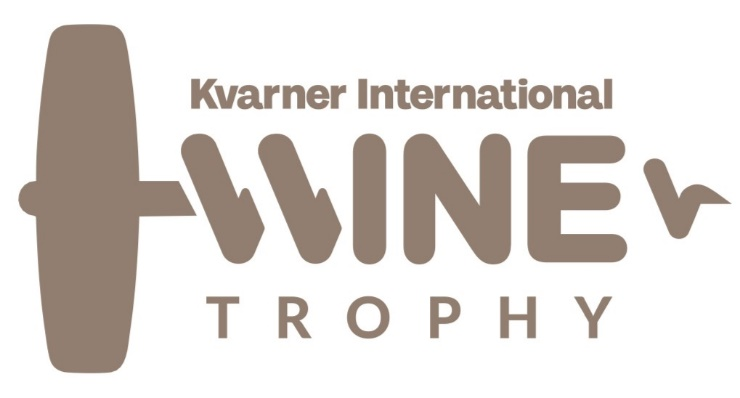 Kvarner International
WINE
TROPHY